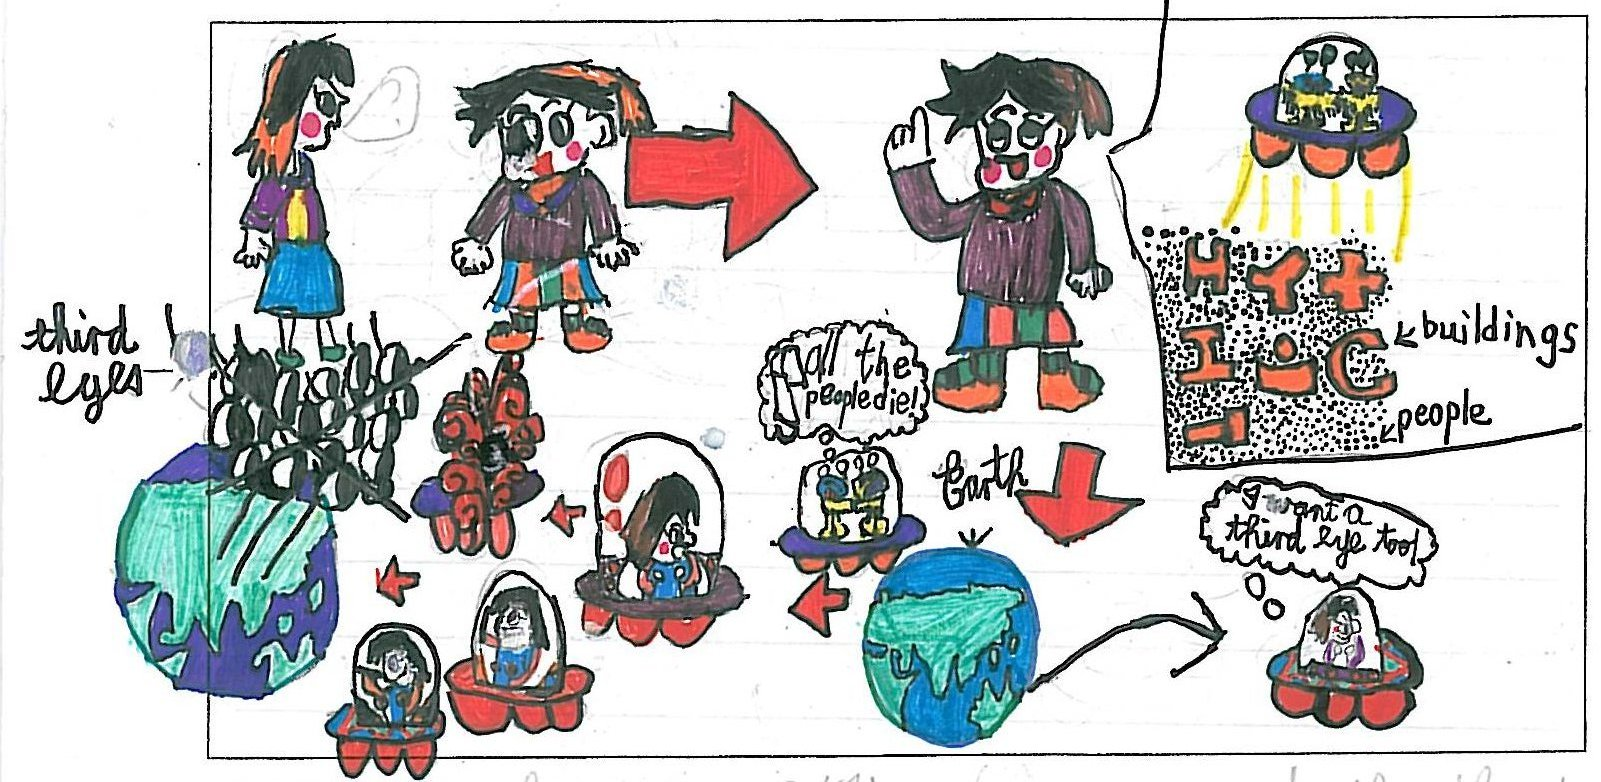 third
eyes
all the
people die!
Earth
buildings
people
I want a
third eye too!